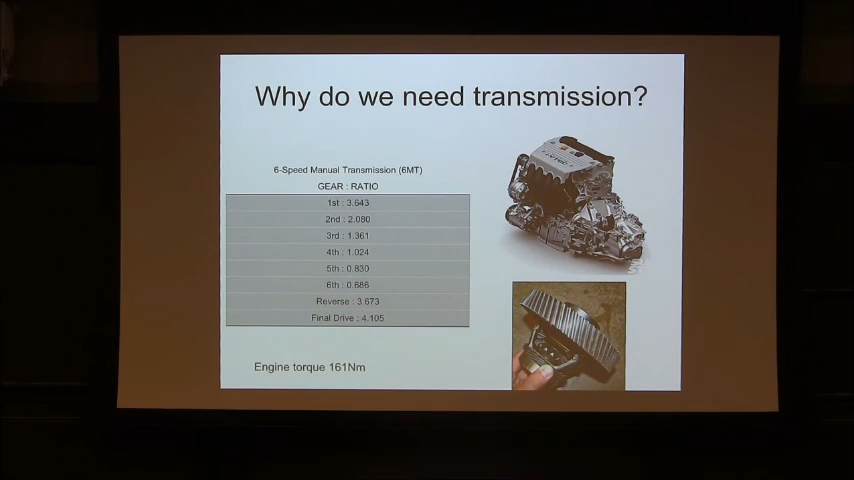 Why do we need transmission?
6-Speed Manual Transmission (6MT)
GEAR : RATIO
1st : 3.643
2nd : 2.080
3rd : 1.361
4th : 1.024
5th : 0.830
6th : 0.686
Reverse : 3.673
Final Drive : 4.105
Engine torque 161Nm